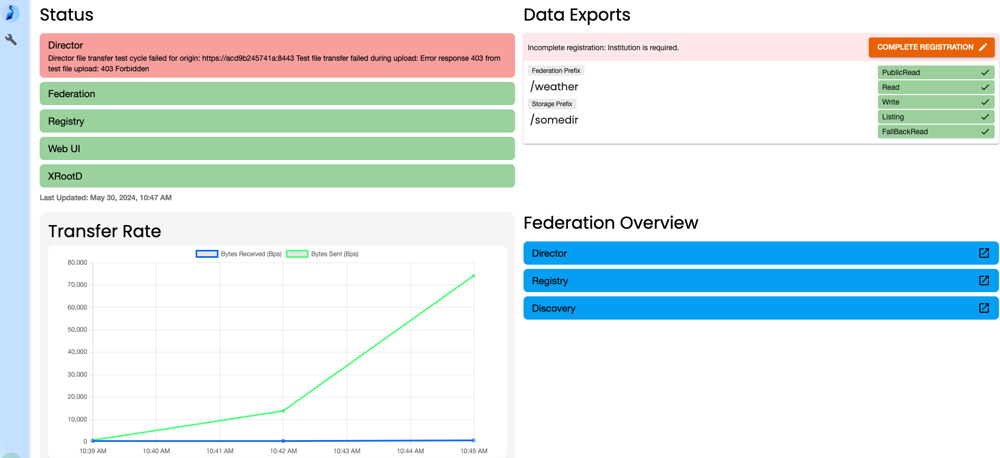 Status
Director
Director file transfer test cycle failed for origin: https://acd9b245741a:8443 Test file transfer failed during upload: Error response 403 from
test file upload: 403 Forbidden
Federation
Registry
Web UI
XRootD
Last Updated: May 30, 2024, 10:47 AM
Data Exports
Incomplete registration: Institution is required.
COMPLETE REGISTRATION
Federation Prefix
/weather
Storage Prefix
/somedir
PublicRead
Read
Write
Listing
FallBackRead
Transfer Rate
Bytes Received (Bps) Bytes Sent (Bps)
80,000
70,000
60,000
50,000
40,000
30,000
20,000
10,000
0
10:39 AM 10:40 AM 10:41 AM 10:42 AM 10:43 AM 10:44 AM 10:45 AM
Federation Overview
Director
Registry
Discovery